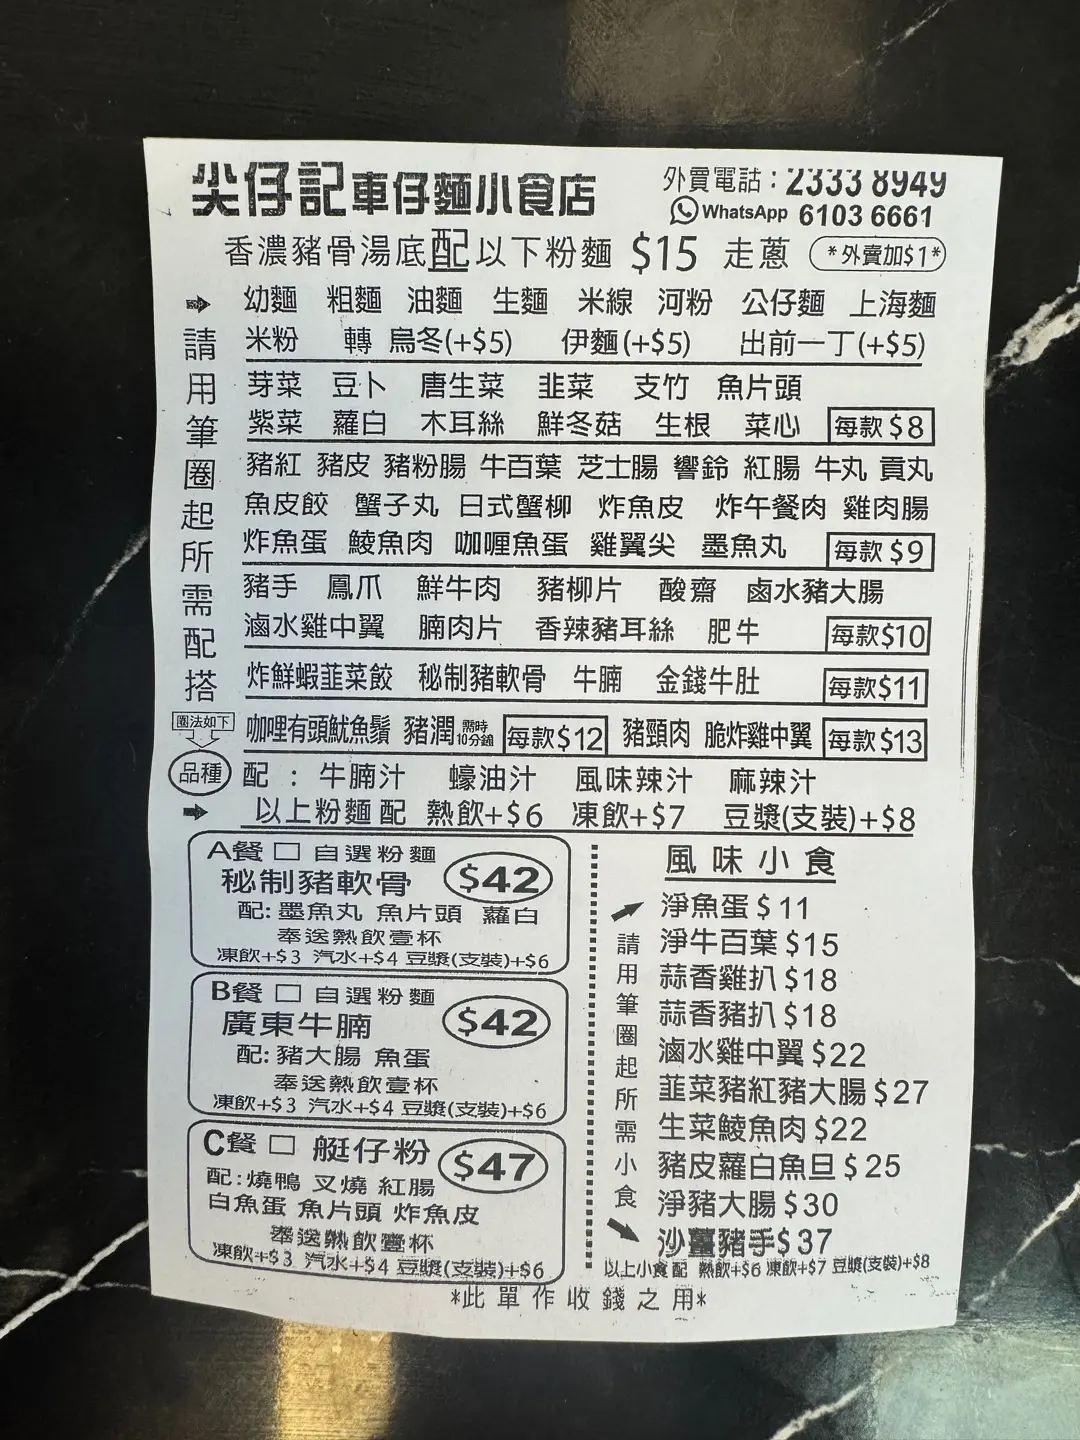 尖仔記車仔麵小食店
外賣電話：2333 8949
WhatsApp 6103 6661
香濃豬骨湯底配以下粉麵 $15 走蔥 *外賣加$1*
幼麵 粗麵 油麵 生麵 米線 河粉 公仔麵 上海麵
米粉 轉 烏冬(+$5) 伊麵(+$5) 出前一丁(+$5)
請用筆圈起所需配搭
芽菜 豆卜 唐生菜 韭菜 支竹 魚片頭
紫菜 蘿白 木耳絲 鮮冬菇 生根 菜心 每款$8
豬紅 豬皮 豬粉腸 牛百葉 芝士腸 響鈴 紅腸 牛丸 貢丸
魚皮餃 蟹子丸 日式蟹柳 炸魚皮 炸午餐肉 雞肉腸
炸魚蛋 鯪魚肉 咖喱魚蛋 雞翼尖 墨魚丸 每款$9
豬手 鳳爪 鮮牛肉 豬柳片 酸齋 鹵水豬大腸
滷水雞中翼 腩肉片 香辣豬耳絲 肥牛 每款$10
炸鮮蝦韮菜餃 秘制豬軟骨 牛腩 金錢牛肚 每款$11
咖哩有頭魷魚鬚 豬潤需時10分鐘 每款$12 豬頸肉 脆炸雞中翼 每款$13
圈法如下
品種
配：牛腩汁 蠔油汁 風味辣汁 麻辣汁
以上粉麵配 熱飲+$6 凍飲+$7 豆漿(支裝)+$8
A餐 □ 自選粉麵
秘制豬軟骨 $42
配: 墨魚丸 魚片頭 蘿白
奉送熱飲壹杯
凍飲+$3 汽水+$4 豆漿(支裝)+$6
B餐 □ 自選粉麵
廣東牛腩 $42
配: 豬大腸 魚蛋
奉送熱飲壹杯
凍飲+$3 汽水+$4 豆漿(支裝)+$6
C餐 □ 艇仔粉 $47
配: 燒鴨 叉燒 紅腸
白魚蛋 魚片頭 炸魚皮
奉送熱飲壹杯
凍飲+$3 汽水+$4 豆漿(支裝)+$6
風味小食
請用筆圈起所需小食
淨魚蛋 $11
淨牛百葉 $15
蒜香雞扒 $18
蒜香豬扒 $18
滷水雞中翼 $22
韮菜豬紅豬大腸 $27
生菜鯪魚肉 $22
豬皮蘿白魚旦 $25
淨豬大腸 $30
沙薑豬手 $37
以上小食配 熱飲+$6 凍飲+$7 豆漿(支裝)+$8
*此單作收錢之用*